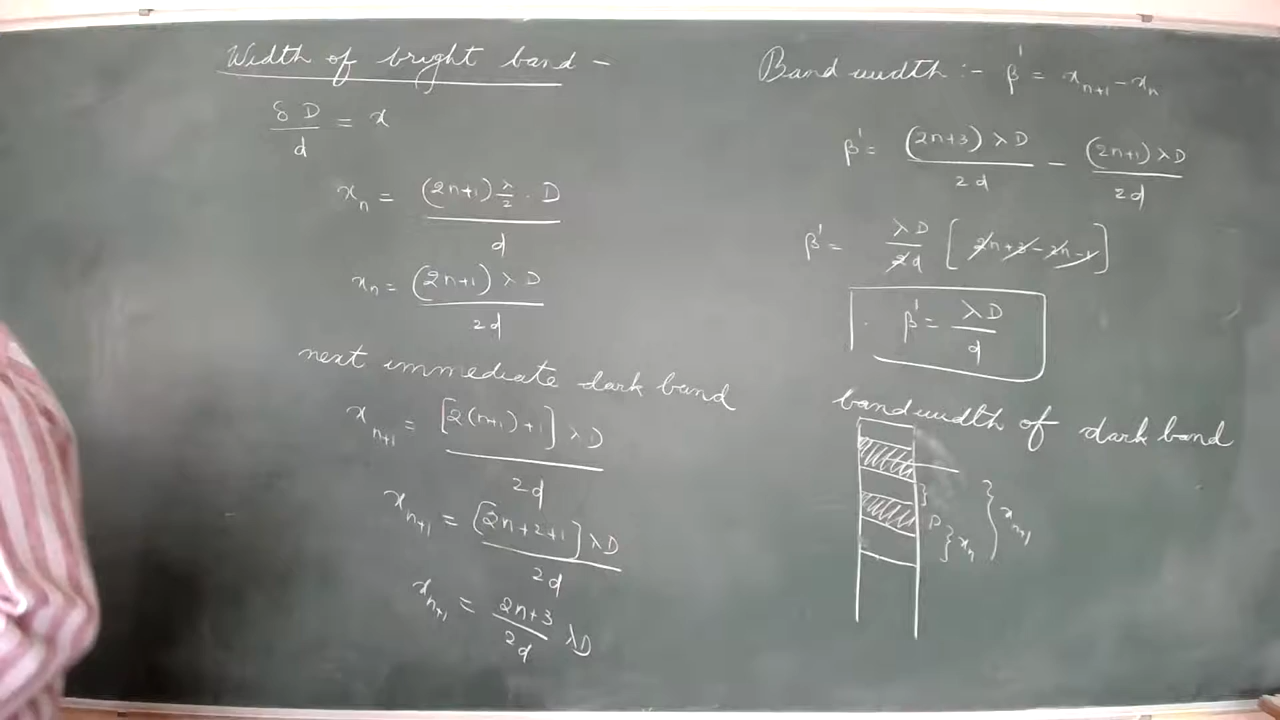 Width of bright band -
δD/d = x
xₙ = (2n+1) λ/2 · D / d
xₙ = (2n+1) λD / 2d
next immediate dark band
xₙ₊₁ = [2(n+1)+1] λD / 2d
xₙ₊₁ = [2n+2+1] λD / 2d
xₙ₊₁ = 2n+3 / 2d λD
Band width :- β' = xₙ₊₁ - xₙ
β' = (2n+3) λD / 2d - (2n+1) λD / 2d
β' = λD / 2d [2n+3-2n-1]
β' = λD / d
bandwidth of dark band
} P } xₙ } xₙ₊₁